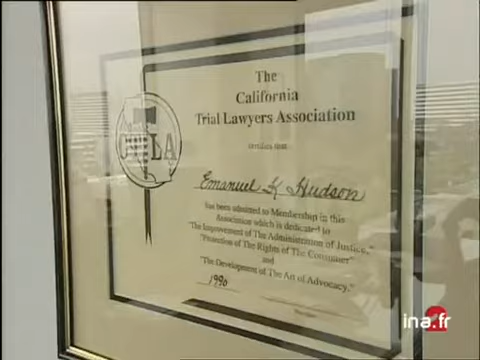 The
California
Trial Lawyers Association
certifies that
Emanuel K Hudson
has been admitted to Membership in this
Association which is dedicated to
"The Improvement of The Administration of Justice,"
"Protection of The Rights of The Consumer"
and
"The Development of The Art of Advocacy."
1990
ina.fr
2